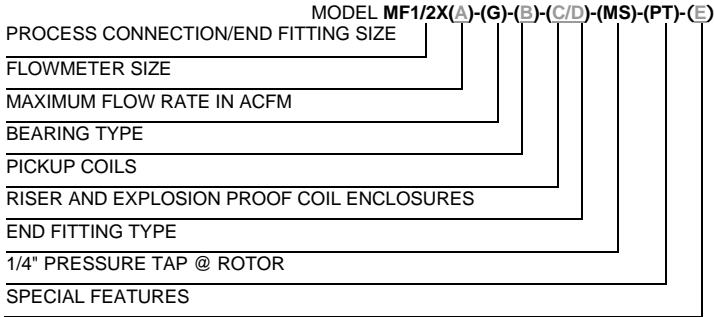 MODEL MF1/2X(A)-(G)-(B)-(C/D)-(MS)-(PT)-(E)
PROCESS CONNECTION/END FITTING SIZE
FLOWMETER SIZE
MAXIMUM FLOW RATE IN ACFM
BEARING TYPE
PICKUP COILS
RISER AND EXPLOSION PROOF COIL ENCLOSURES
END FITTING TYPE
1/4" PRESSURE TAP @ ROTOR
SPECIAL FEATURES